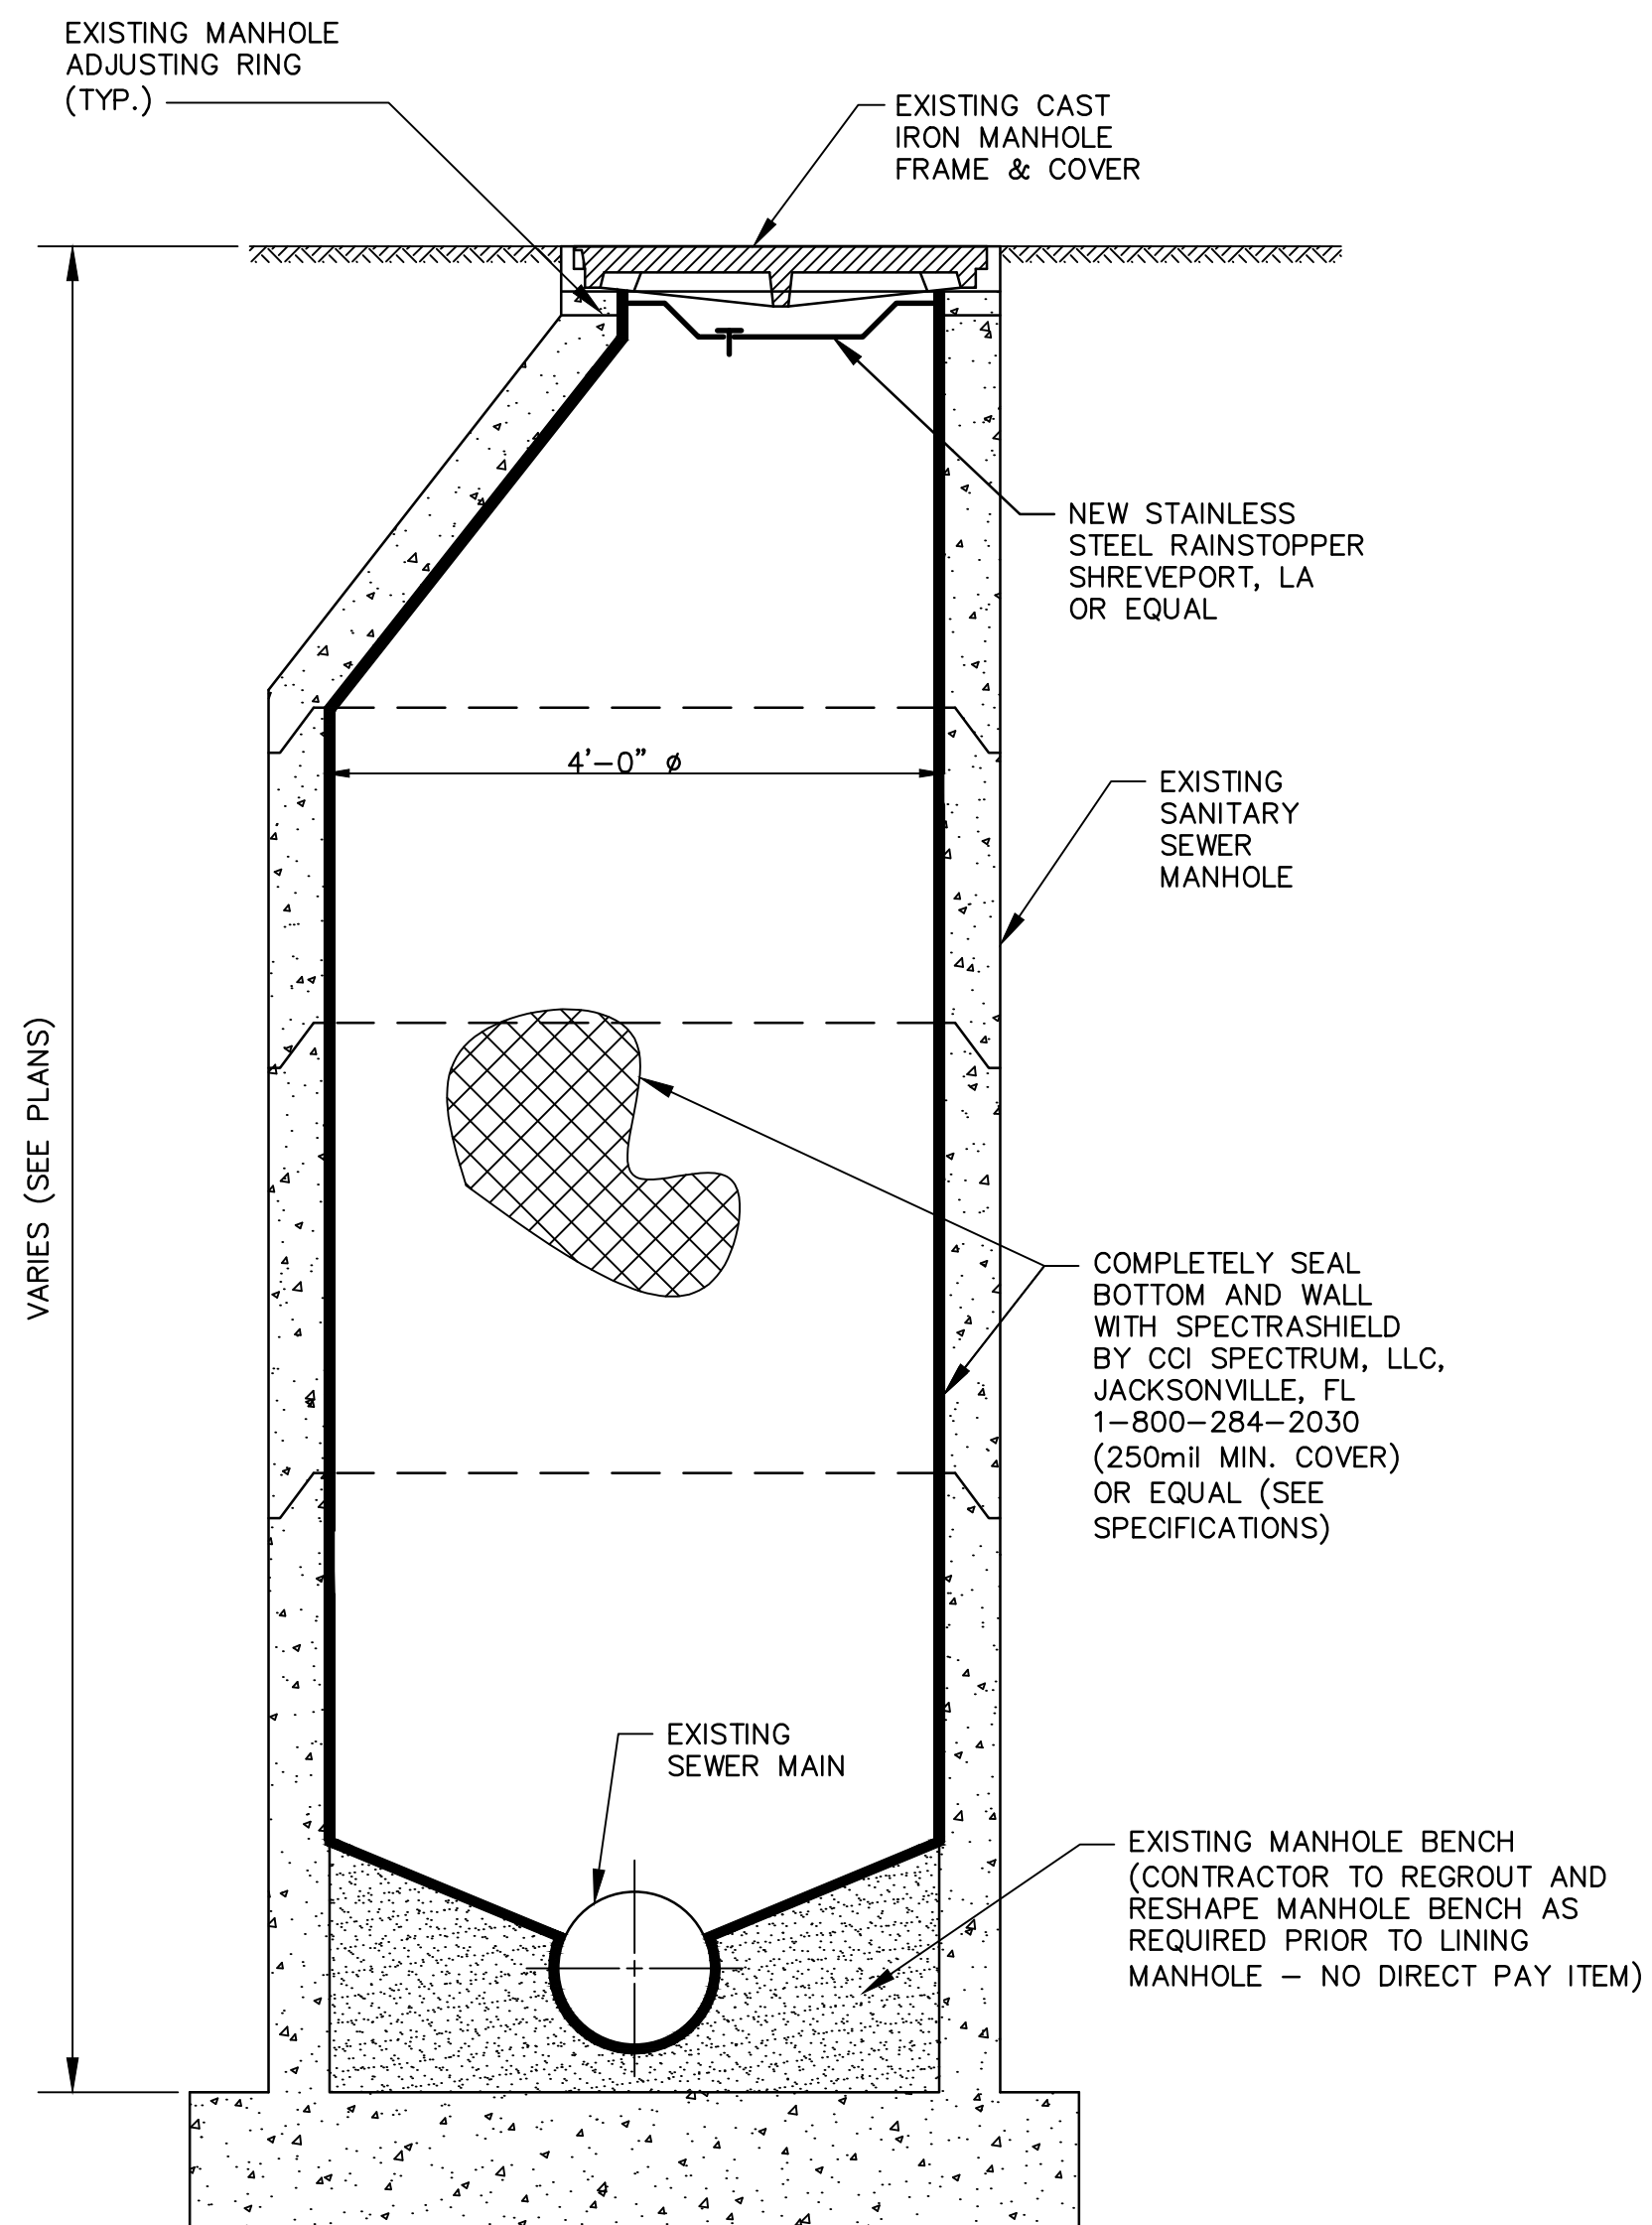 EXISTING MANHOLE
ADJUSTING RING
(TYP.)
EXISTING CAST
IRON MANHOLE
FRAME & COVER
NEW STAINLESS
STEEL RAINSTOPPER
SHREVEPORT, LA
OR EQUAL
4'-0" ø
EXISTING
SANITARY
SEWER
MANHOLE
VARIES (SEE PLANS)
COMPLETELY SEAL
BOTTOM AND WALL
WITH SPECTRASHIELD
BY CCI SPECTRUM, LLC,
JACKSONVILLE, FL
1-800-284-2030
(250mil MIN. COVER)
OR EQUAL (SEE
SPECIFICATIONS)
EXISTING
SEWER MAIN
EXISTING MANHOLE BENCH
(CONTRACTOR TO REGROUT AND
RESHAPE MANHOLE BENCH AS
REQUIRED PRIOR TO LINING
MANHOLE - NO DIRECT PAY ITEM)